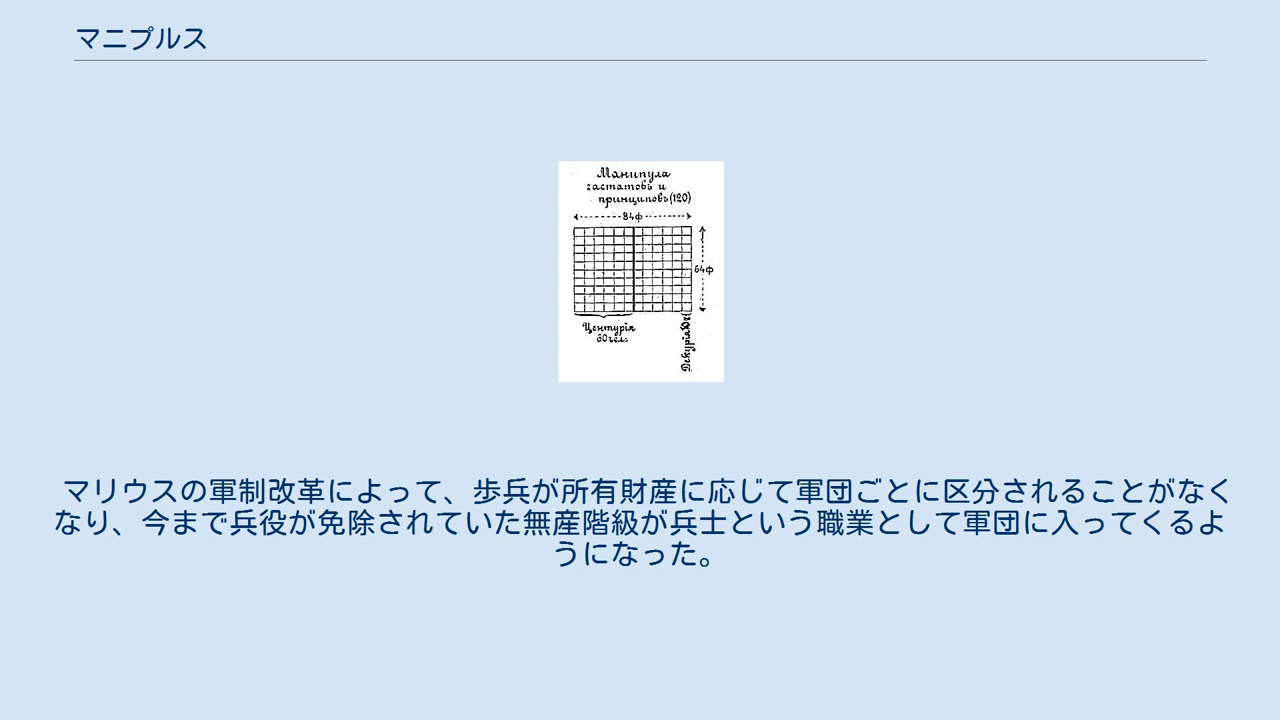 マニプルス
Манипула
гастатовъ и
принциповъ (120)
84ф
64ф
Центурія
60 чел.
Декурія
マリウスの軍制改革によって、歩兵が所有財産に応じて軍団ごとに区分されることがなく
なり、今まで兵役が免除されていた無産階級が兵士という職業として軍団に入ってくるよ
うになった。